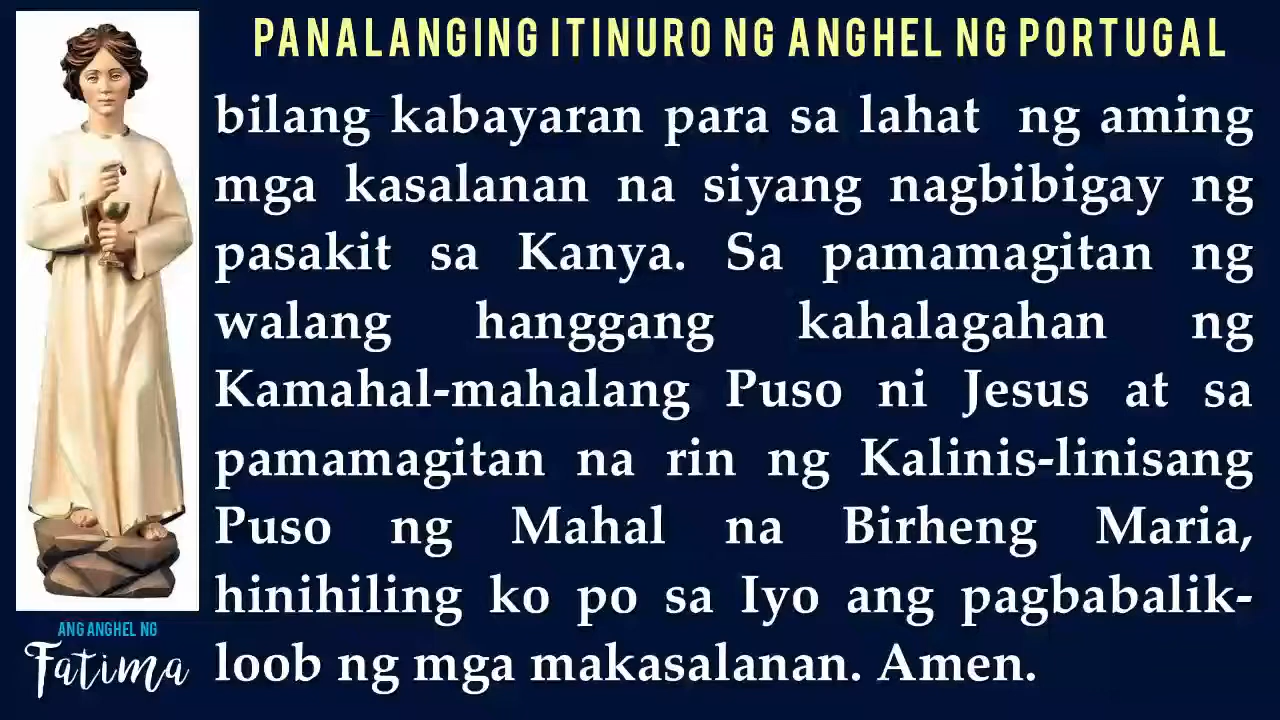 PANALANGING ITINURO NG ANGHEL NG PORTUGAL
bilang kabayaran para sa lahat ng aming
mga kasalanan na siyang nagbibigay ng
pasakit sa Kanya. Sa pamamagitan ng
walang hanggang kahalagahan ng
Kamahal-mahalang Puso ni Jesus at sa
pamamagitan na rin ng Kalinis-linisang
Puso ng Mahal na Birheng Maria,
hinihiling ko po sa Iyo ang pagbabalik-
loob ng mga makasalanan. Amen.
ANG ANGHEL NG
Fatima